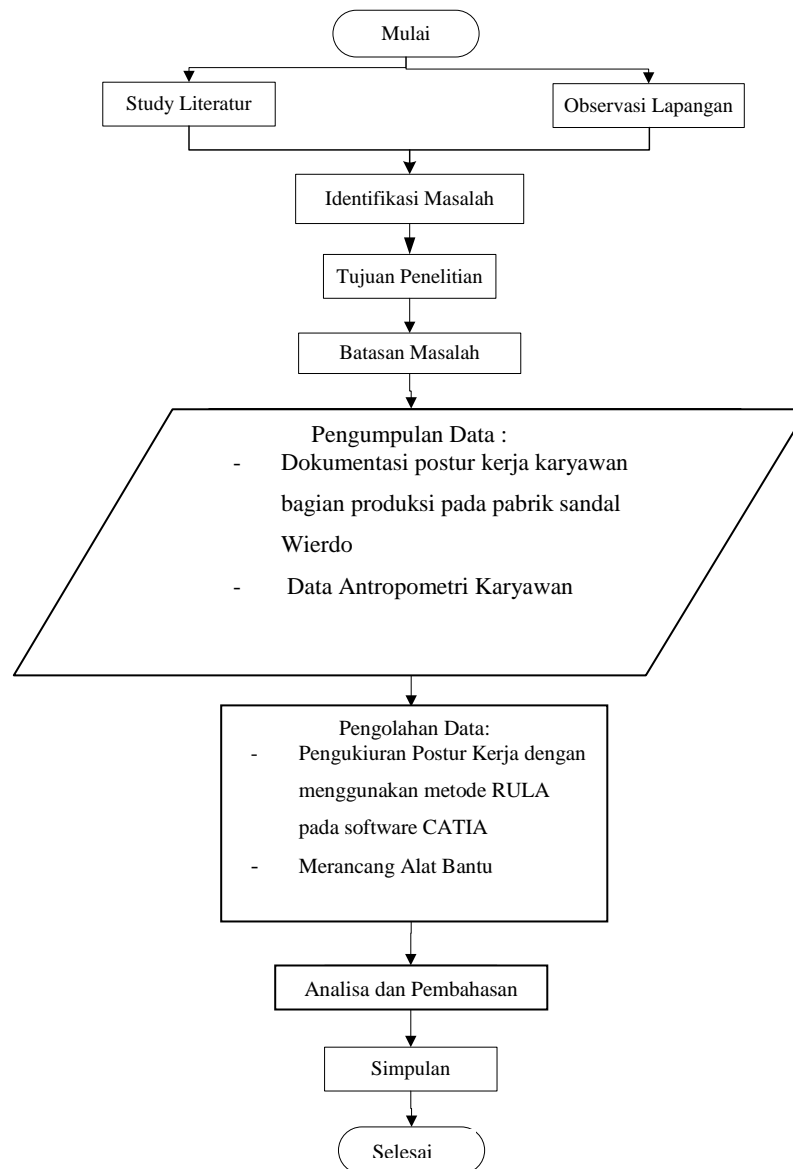 Mulai
Study Literatur
Observasi Lapangan
Identifikasi Masalah
Tujuan Penelitian
Batasan Masalah
Pengumpulan Data :
- Dokumentasi postur kerja karyawan
bagian produksi pada pabrik sandal
Wierdo
- Data Antropometri Karyawan
Pengolahan Data:
- Pengukiuran Postur Kerja dengan
menggunakan metode RULA
pada software CATIA
- Merancang Alat Bantu
Analisa dan Pembahasan
Simpulan
Selesai